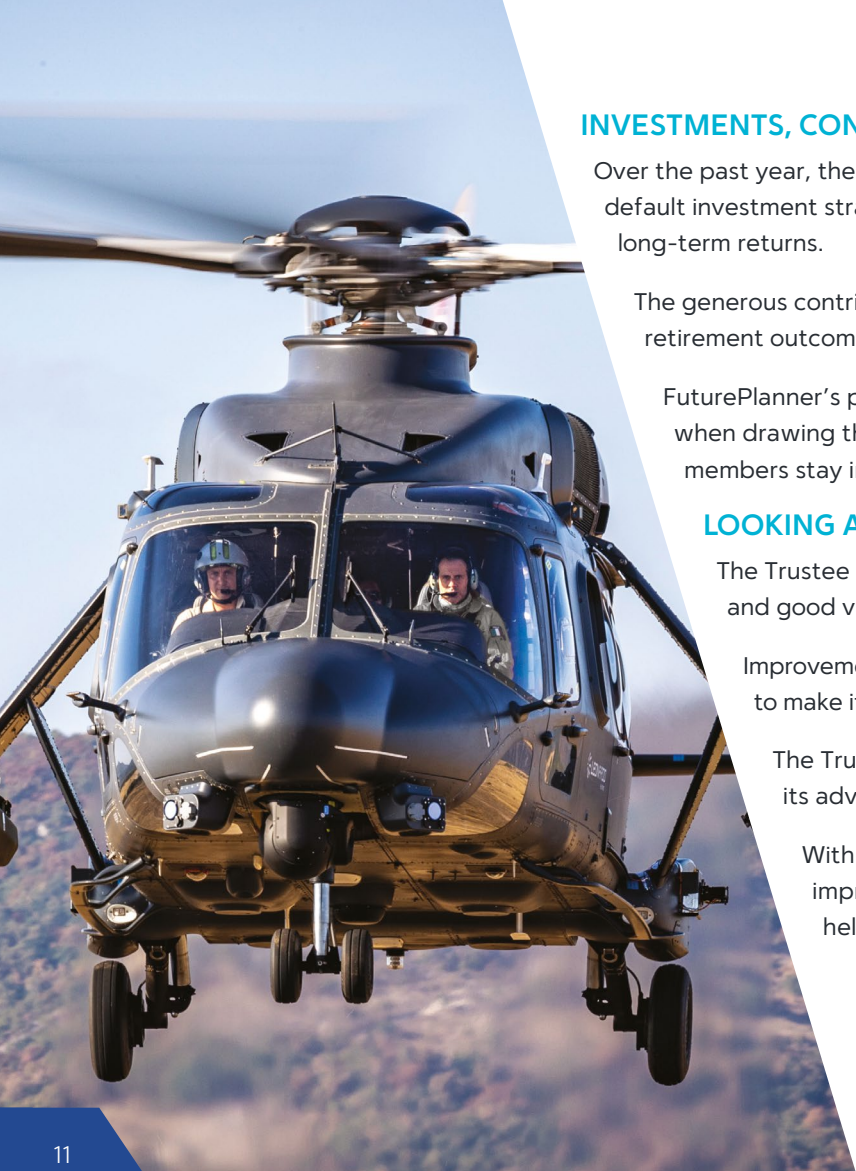 INVESTMENTS, CON
Over the past year, the
default investment stra
long-term returns.
The generous contri
retirement outcom
FuturePlanner's p
when drawing th
members stay i
LOOKING A
The Trustee
and good v
Improveme
to make i
The Tru
its adv
With
impr
hel
11